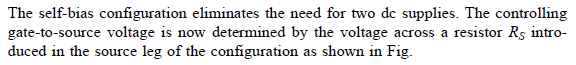 The self-bias configuration eliminates the need for two dc supplies. The controlling
gate-to-source voltage is now determined by the voltage across a resistor RS intro-
duced in the source leg of the configuration as shown in Fig.